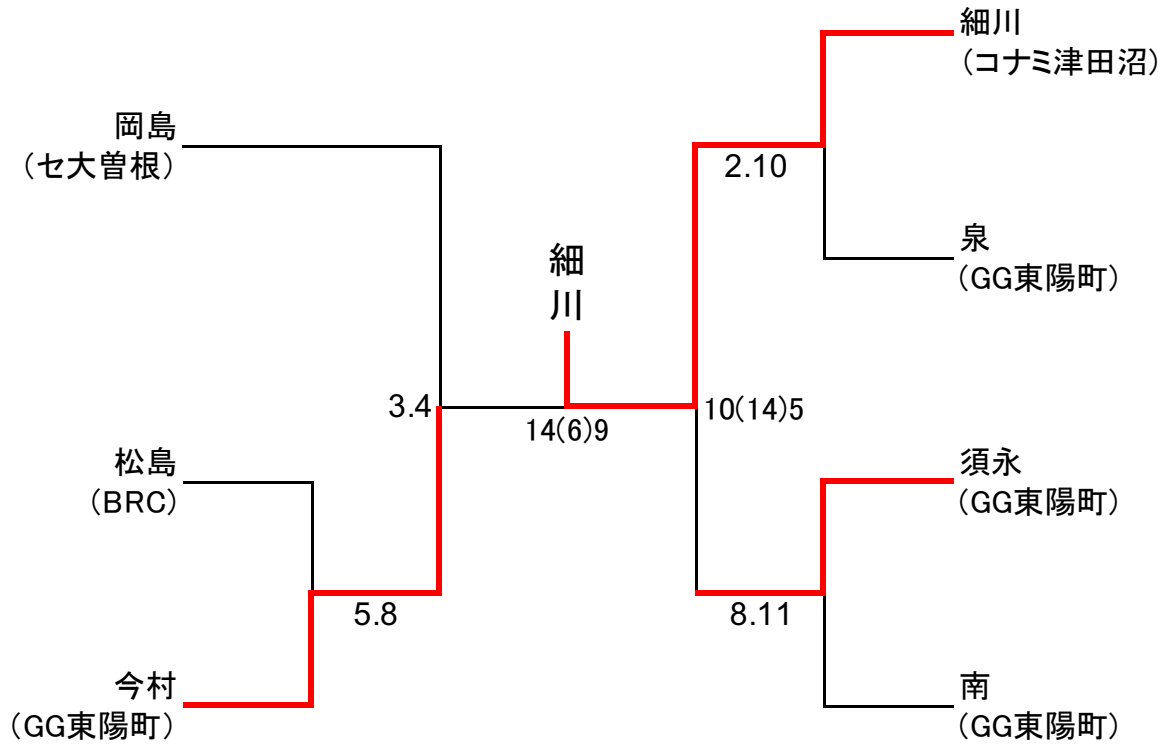 岡島
（セ大曽根）
松島
（BRC）
今村
（GG東陽町）
3.4
5.8
細
川
14(6)9
細川
（コナミ津田沼）
2.10
泉
（GG東陽町）
10(14)5
須永
（GG東陽町）
8.11
南
（GG東陽町）